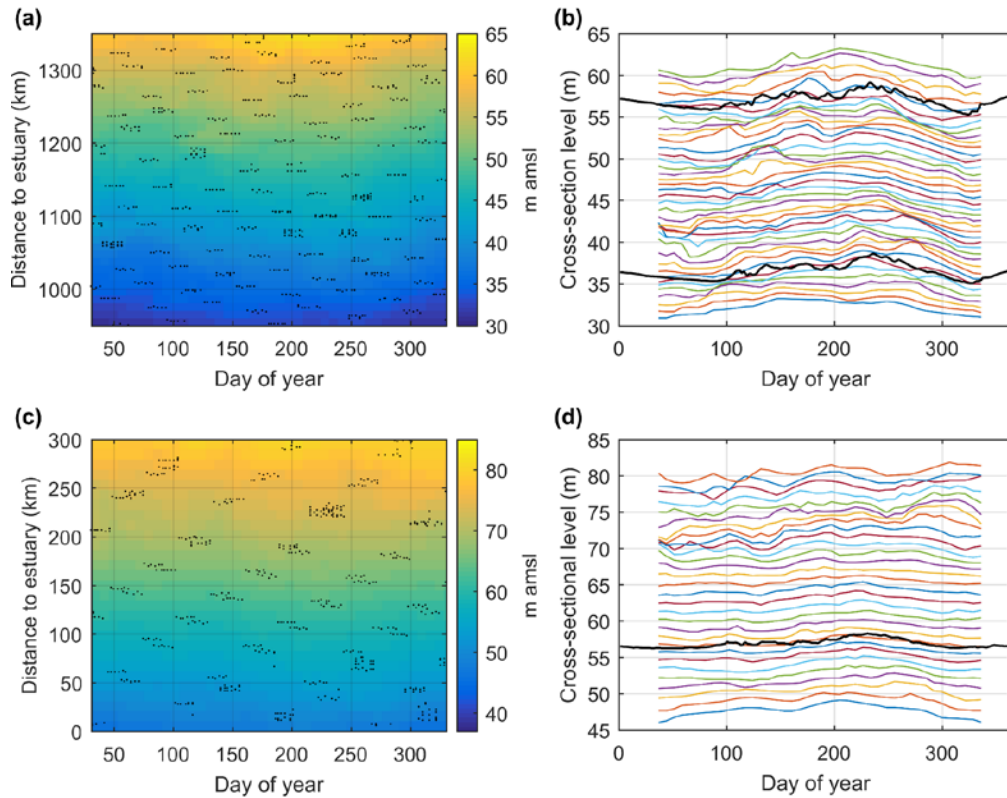 (a)
Distance to estuary (km)
1300
1200
1100
1000
50 100 150 200 250 300
Day of year
65
60
55
50
45
40
35
30
m amsl
(b)
Cross-section level (m)
65
60
55
50
45
40
35
30
0 100 200 300
Day of year
(c)
Distance to estuary (km)
300
250
200
150
100
50
0
50 100 150 200 250 300
Day of year
80
70
60
50
40
m amsl
(d)
Cross-sectional level (m)
85
80
75
70
65
60
55
50
45
0 100 200 300
Day of year